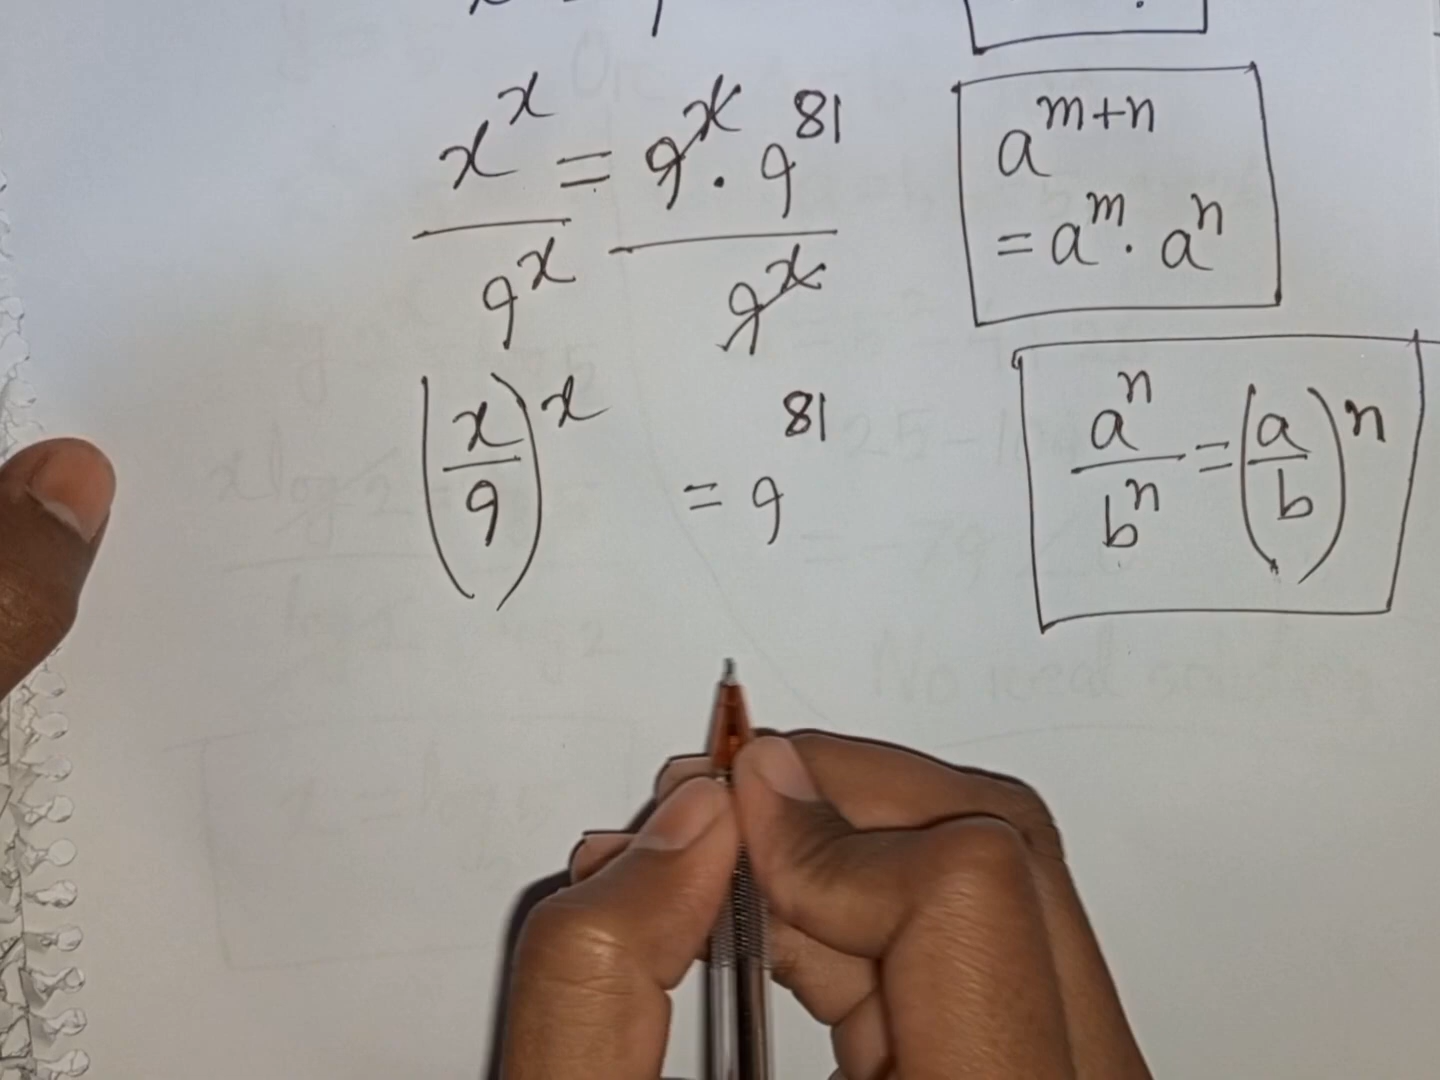 x^x = 9^x · 9^81
9^x 9^x
a^{m+n}
= a^m · a^n
(x/9)^x = 9^81
a^n/b^n = (a/b)^n